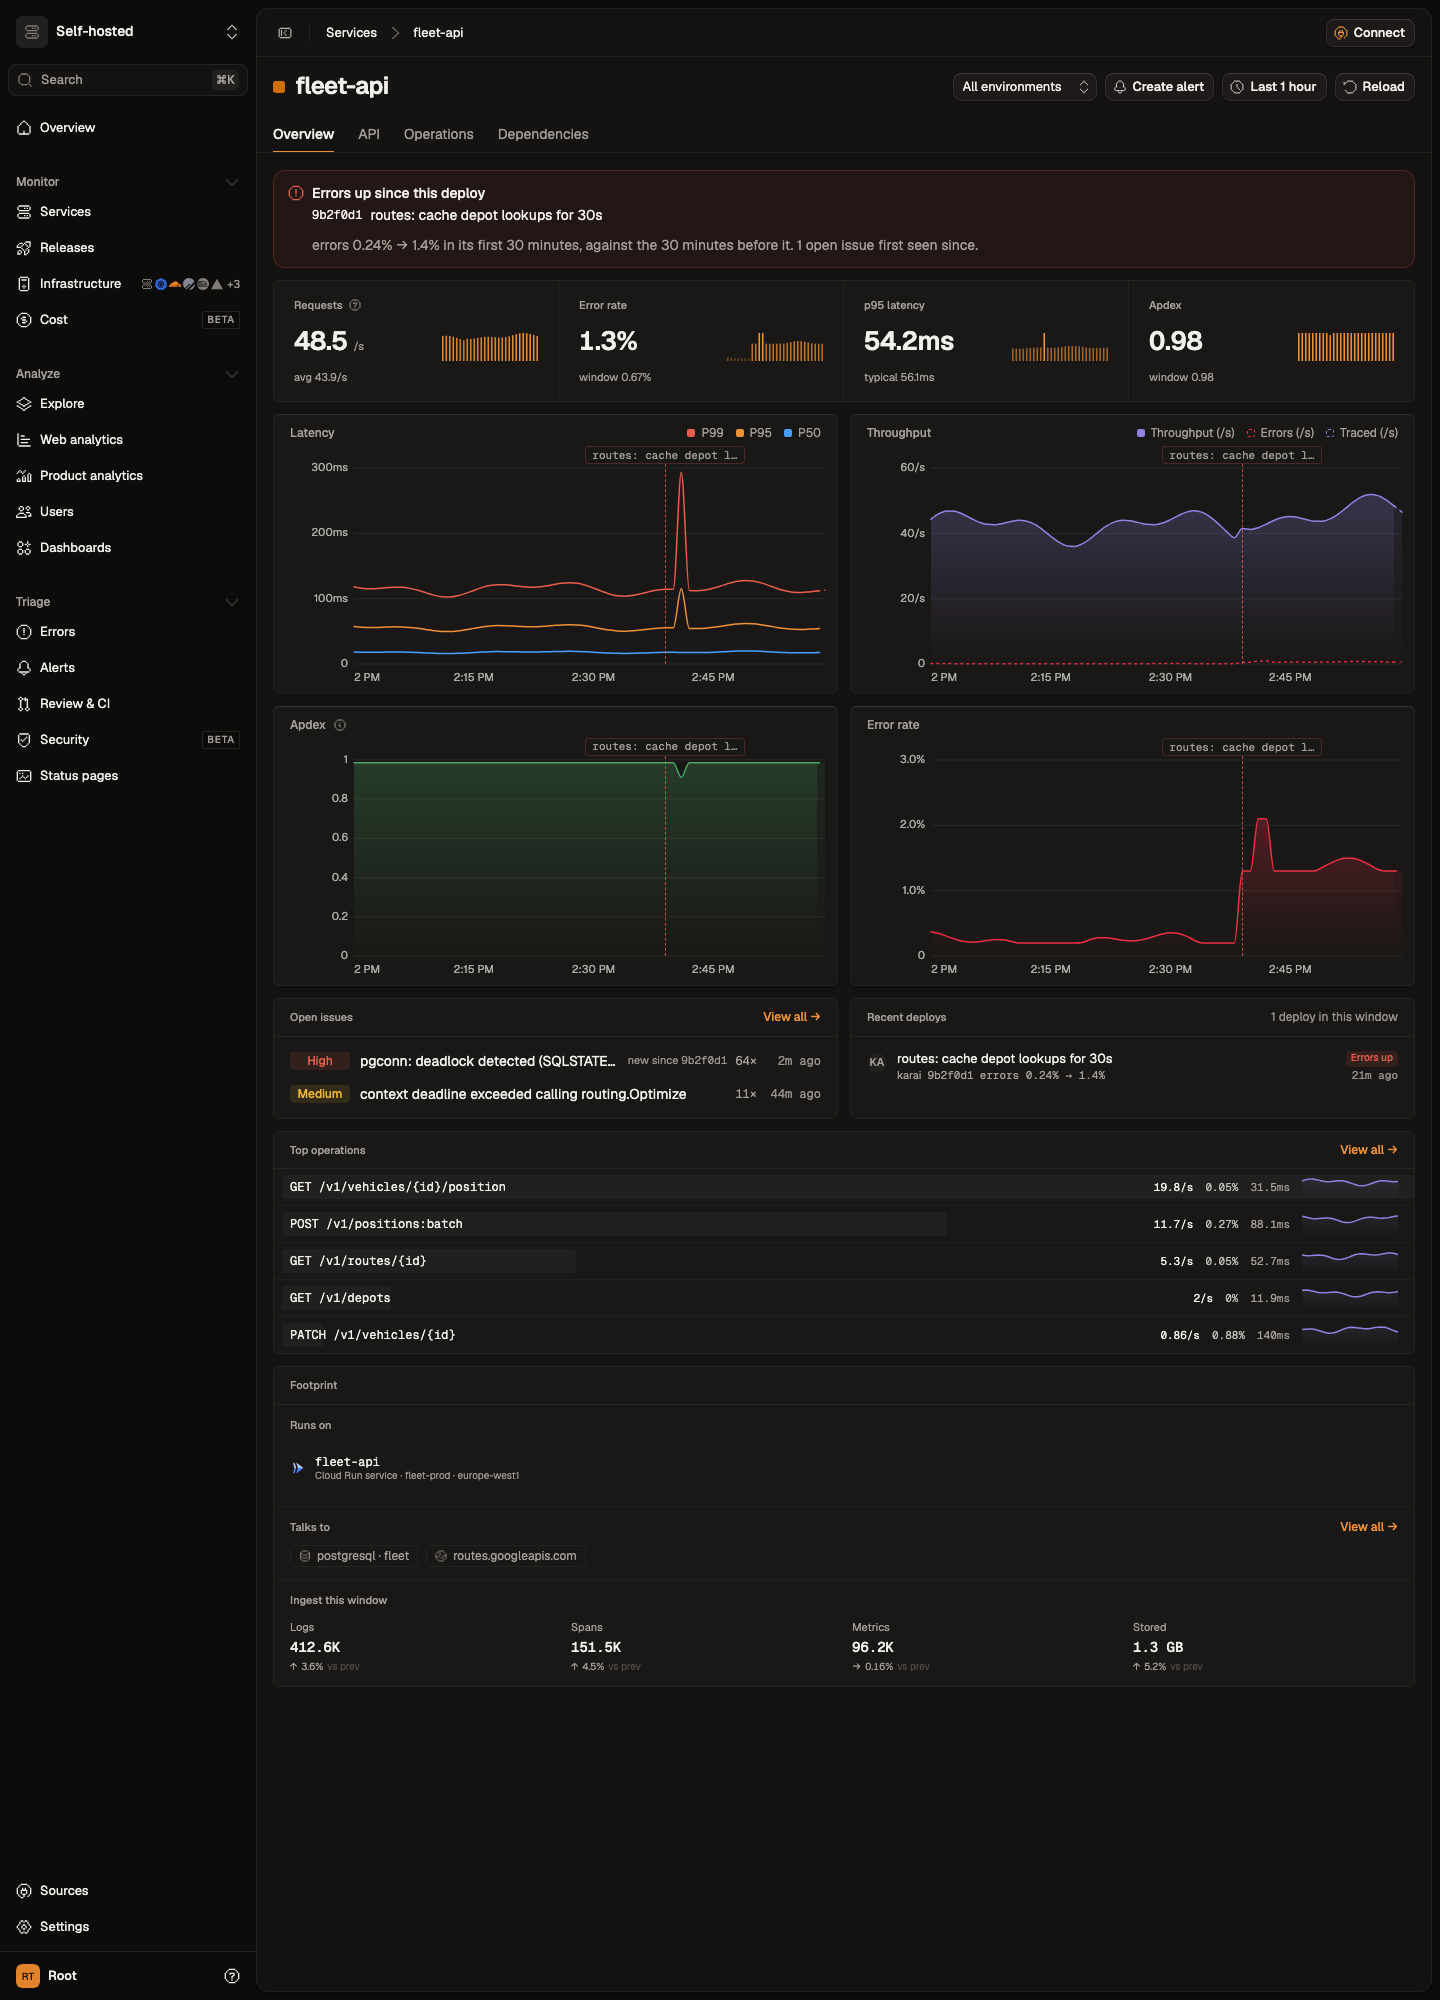 Self-hosted
Search ⌘K
Overview
Monitor
Services
Releases
Infrastructure +3
Cost BETA
Analyze
Explore
Web analytics
Product analytics
Users
Dashboards
Triage
Errors
Alerts
Review & CI
Security BETA
Status pages
Sources
Settings
RT Root
Services fleet-api
Connect
fleet-api
All environments Create alert Last 1 hour Reload
Overview API Operations Dependencies
Errors up since this deploy
9b2f0d1 routes: cache depot lookups for 30s
errors 0.24% → 1.4% in its first 30 minutes, against the 30 minutes before it. 1 open issue first seen since.
Requests
48.5 /s
avg 43.9/s
Error rate
1.3%
window 0.67%
p95 latency
54.2ms
typical 56.1ms
Apdex
0.98
window 0.98
Latency P99 P95 P50
routes: cache depot l…
300ms
200ms
100ms
0
2 PM 2:15 PM 2:30 PM 2:45 PM
Throughput Throughput (/s) Errors (/s) Traced (/s)
routes: cache depot l…
60/s
40/s
20/s
0
2 PM 2:15 PM 2:30 PM 2:45 PM
Apdex
routes: cache depot l…
1
0.8
0.6
0.4
0.2
0
2 PM 2:15 PM 2:30 PM 2:45 PM
Error rate
routes: cache depot l…
3.0%
2.0%
1.0%
0
2 PM 2:15 PM 2:30 PM 2:45 PM
Open issues View all →
High pgconn: deadlock detected (SQLSTATE… new since 9b2f0d1 64× 2m ago
Medium context deadline exceeded calling routing.Optimize 11× 44m ago
Recent deploys 1 deploy in this window
KA routes: cache depot lookups for 30s Errors up
karai 9b2f0d1 errors 0.24% → 1.4% 21m ago
Top operations View all →
GET /v1/vehicles/{id}/position 19.8/s 0.05% 31.5ms
POST /v1/positions:batch 11.7/s 0.27% 88.1ms
GET /v1/routes/{id} 5.3/s 0.05% 52.7ms
GET /v1/depots 2/s 0% 11.9ms
PATCH /v1/vehicles/{id} 0.86/s 0.88% 140ms
Footprint
Runs on
fleet-api
Cloud Run service · fleet-prod · europe-west1
Talks to View all →
postgresql · fleet routes.googleapis.com
Ingest this window
Logs Spans Metrics Stored
412.6K 151.5K 96.2K 1.3 GB
↑ 3.6% vs prev ↑ 4.5% vs prev → 0.16% vs prev ↑ 5.2% vs prev